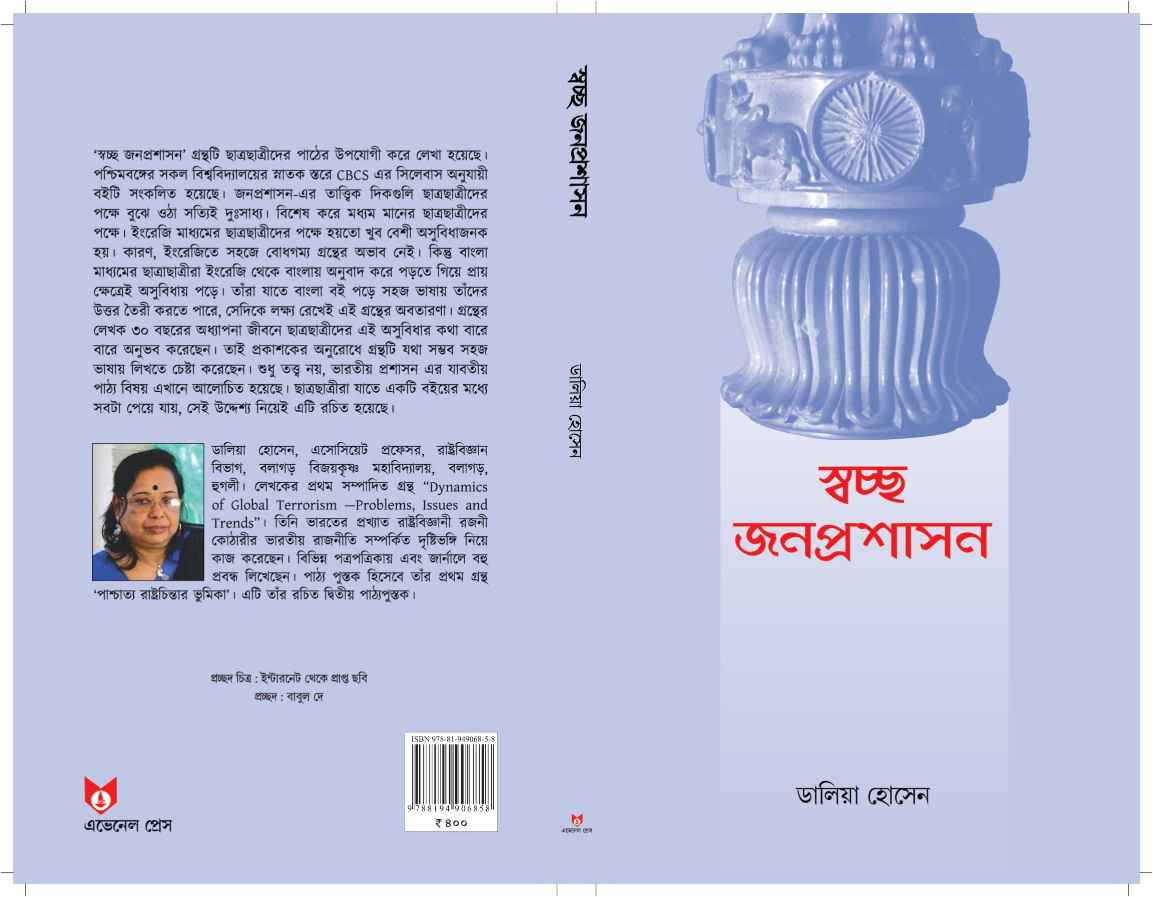 ‘স্বচ্ছ জনপ্রশাসন’ গ্রন্থটি ছাত্রছাত্রীদের পাঠের উপযোগী করে লেখা হয়েছে।
পশ্চিমবঙ্গের সকল বিশ্ববিদ্যালয়ের স্নাতক স্তরে CBCS এর সিলেবাস অনুযায়ী
বইটি সংকলিত হয়েছে। জনপ্রশাসন-এর তাত্ত্বিক দিকগুলি ছাত্রছাত্রীদের
পক্ষে বুঝে ওঠা সত্যিই দুঃসাধ্য। বিশেষ করে মধ্যম মানের ছাত্রছাত্রীদের
পক্ষে। ইংরেজি মাধ্যমের ছাত্রছাত্রীদের পক্ষে হয়তো খুব বেশী অসুবিধাজনক
হয়। কারণ, ইংরেজিতে সহজে বোধগম্য গ্রন্থের অভাব নেই। কিন্তু বাংলা
মাধ্যমের ছাত্রাছাত্রীরা ইংরেজি থেকে বাংলায় অনুবাদ করে পড়তে গিয়ে প্রায়
ক্ষেত্রেই অসুবিধায় পড়ে। তাঁরা যাতে বাংলা বই পড়ে সহজ ভাষায় তাঁদের
উত্তর তৈরী করতে পারে, সেদিকে লক্ষ্য রেখেই এই গ্রন্থের অবতারণা। গ্রন্থের
লেখক ৩০ বছরের অধ্যাপনা জীবনে ছাত্রছাত্রীদের এই অসুবিধার কথা বারে
বারে অনুভব করেছেন। তাই প্রকাশকের অনুরোধে গ্রন্থটি যথা সম্ভব সহজ
ভাষায় লিখতে চেষ্টা করেছেন। শুধু তত্ত্ব নয়, ভারতীয় প্রশাসন এর যাবতীয়
পাঠ্য বিষয় এখানে আলোচিত হয়েছে। ছাত্রছাত্রীরা যাতে একটি বইয়ের মধ্যে
সবটা পেয়ে যায়, সেই উদ্দেশ্য নিয়েই এটি রচিত হয়েছে।
ডালিয়া হোসেন, এসোসিয়েট প্রফেসর, রাষ্ট্রবিজ্ঞান
বিভাগ, বলাগড় বিজয়কৃষ্ণ মহাবিদ্যালয়, বলাগড়,
হুগলী। লেখকের প্রথম সম্পাদিত গ্রন্থ “Dynamics
of Global Terrorism —Problems, Issues and
Trends”। তিনি ভারতের প্রখ্যাত রাষ্ট্রবিজ্ঞানী রজনী
কোঠারীর ভারতীয় রাজনীতি সম্পর্কিত দৃষ্টিভঙ্গি নিয়ে
কাজ করেছেন। বিভিন্ন পত্রপত্রিকায় এবং জার্নালে বহু
প্রবন্ধ লিখেছেন। পাঠ্য পুস্তক হিসেবে তাঁর প্রথম গ্রন্থ
‘পাশ্চাত্য রাষ্ট্রচিন্তার ভুমিকা’। এটি তাঁর রচিত দ্বিতীয় পাঠ্যপুস্তক।
প্রচ্ছদ চিত্র : ইন্টারনেট থেকে প্রাপ্ত ছবি
প্রচ্ছদ : বাবুল দে
এভেনেল প্রেস
ISBN 978-81-949068-5-8
9 788194 906858
₹ ৪০০
স্বচ্ছ জনপ্রশাসন
ডালিয়া হোসেন
এভেনেল প্রেস
স্বচ্ছ
জনপ্রশাসন
ডালিয়া হোসেন